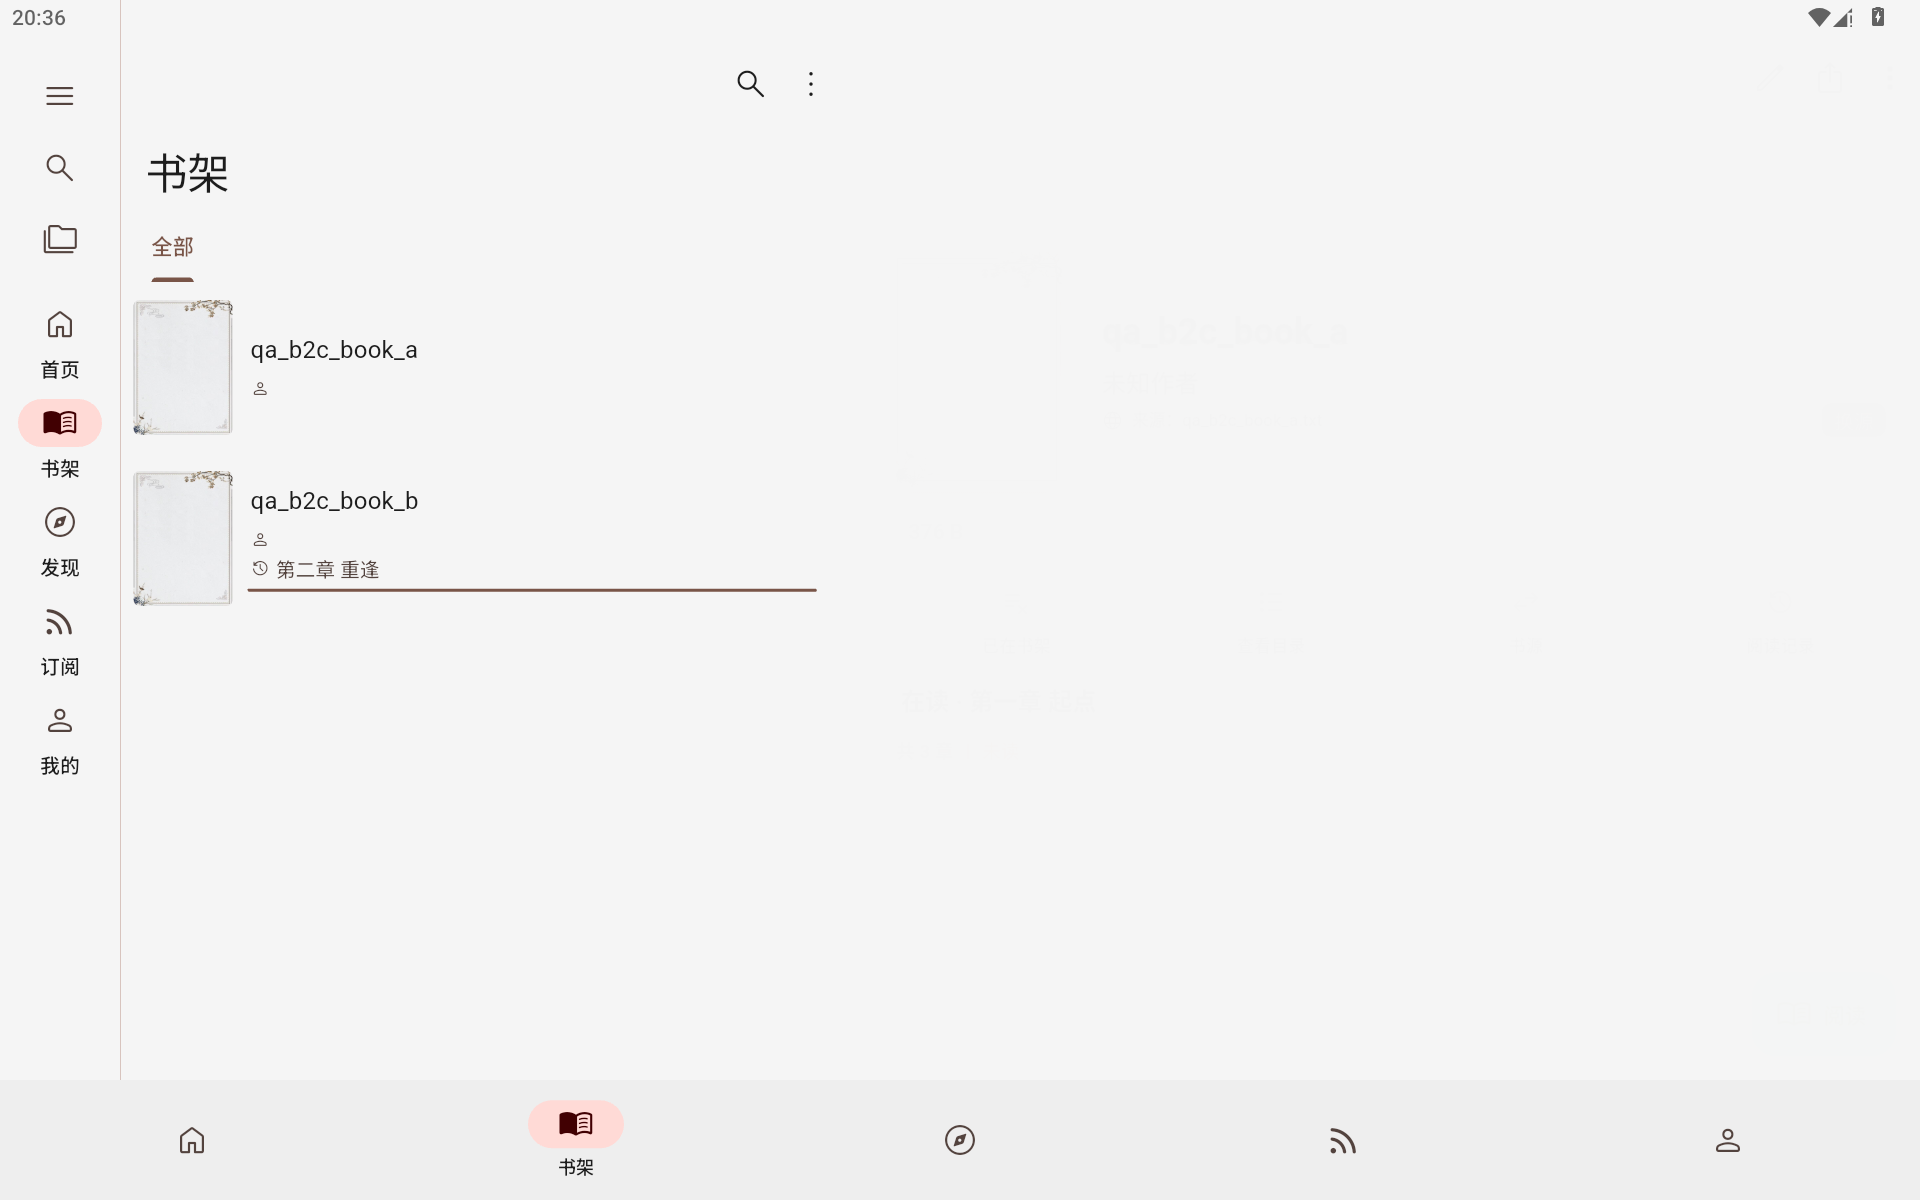 20:36
书架
全部
qa_b2c_book_a
qa_b2c_book_b
第二章 重逢
首页
书架
发现
订阅
我的
qa_b2c_book_a
书架